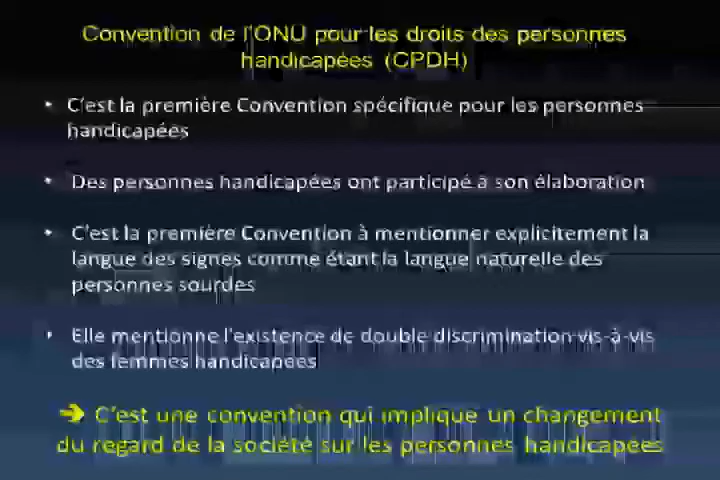 Convention de l'ONU pour les droits des personnes
handicapées (CPDH)
• C'est la première Convention spécifique pour les personnes
handicapées
• Des personnes handicapées ont participé à son élaboration
• C'est la première Convention à mentionner explicitement la
langue des signes comme étant la langue naturelle des
personnes sourdes
• Elle mentionne l'existence de double discrimination vis-à-vis
des femmes handicapées
➔ C'est une convention qui implique un changement
du regard de la société sur les personnes handicapées